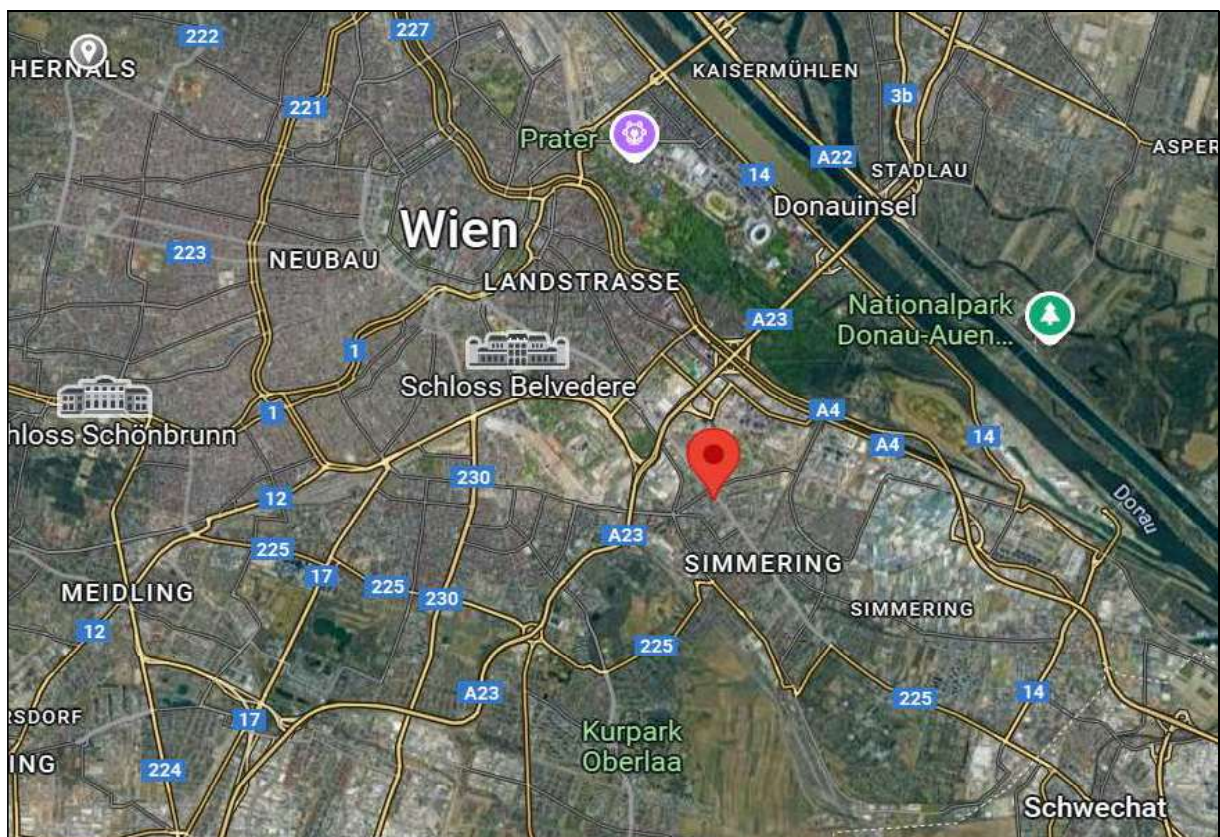 222
227
HERNALS
KAISERMÜHLEN
3b
221
Prater
A22
ASPER
STADLAU
14
Donauinsel
Wien
223
NEUBAU
LANDSTRASSE
Nationalpark
Donau-Auen...
A23
1
Schloss Belvedere
1
hloss Schönbrunn
A4
A4
14
230
12
Donau
A23
225
17
225
SIMMERING
MEIDLING
230
SIMMERING
12
225
A23
225
14
RSDORF
17
Kurpark
Oberlaa
ING
224
Schwechat